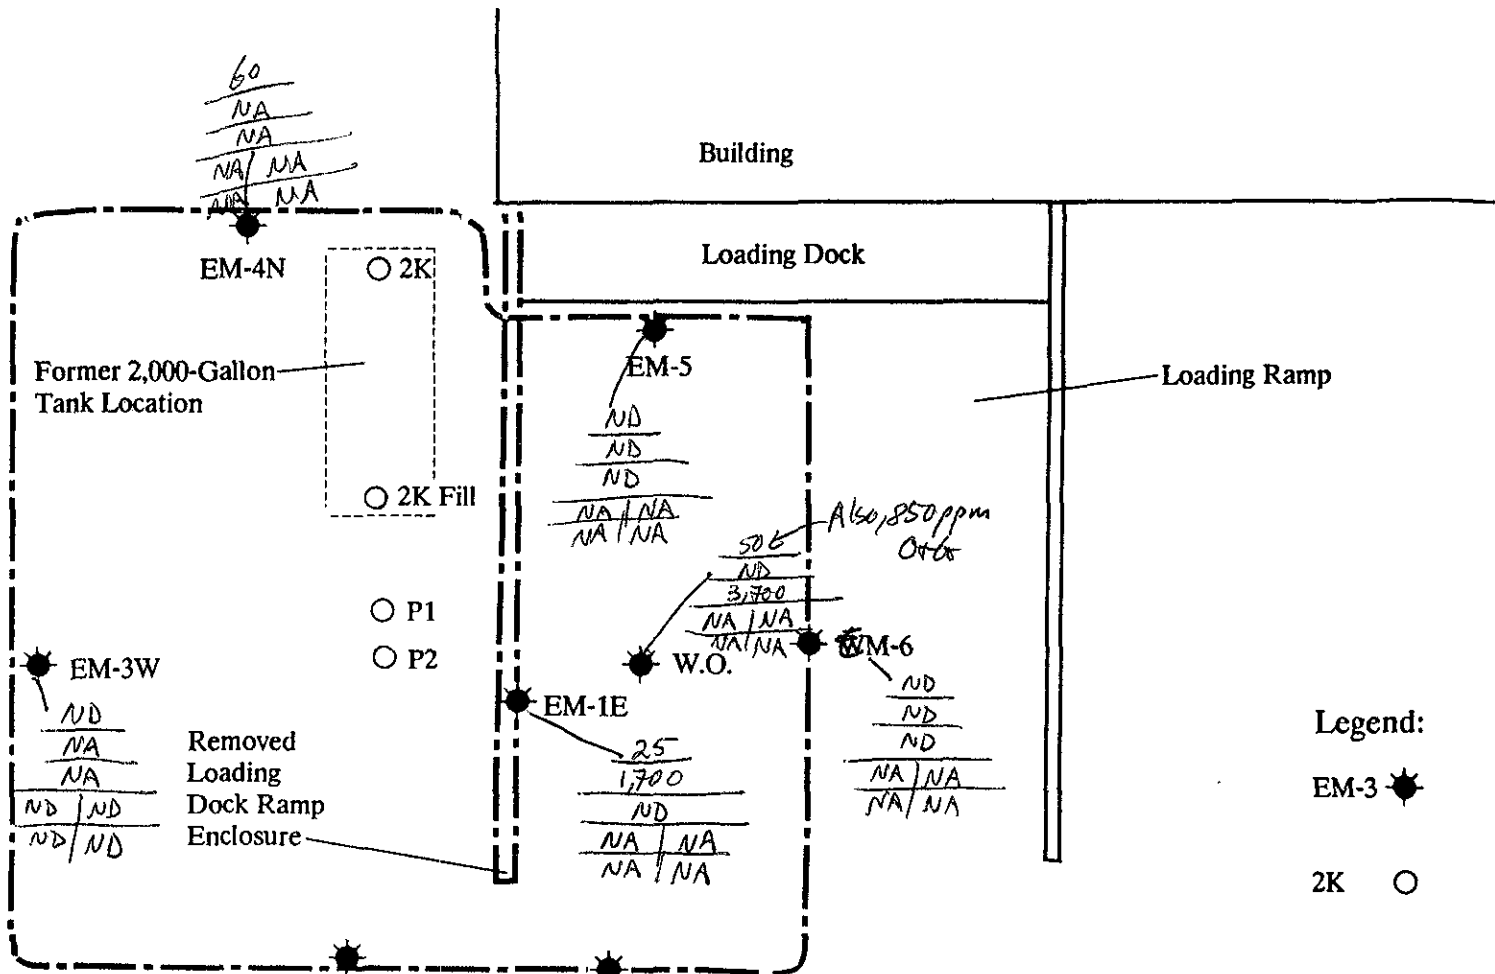 60
NA
NA
NA / NA
NA / NA
EM-4N
Building
Loading Dock
2K
EM-5
Former 2,000-Gallon
Tank Location
Loading Ramp
2K Fill
ND
ND
ND
NA / NA
NA / NA
Also, 850 ppm
ND
3,700
NA / NA
NA / NA
P1
P2
EM-3W
W.O.
M-6
EM-1E
ND
NA
NA
ND / ND
ND / ND
Removed
Loading
Dock Ramp
Enclosure
25
1,700
ND
NA / NA
NA / NA
ND
ND
ND
NA / NA
NA / NA
Legend:
EM-3
2K